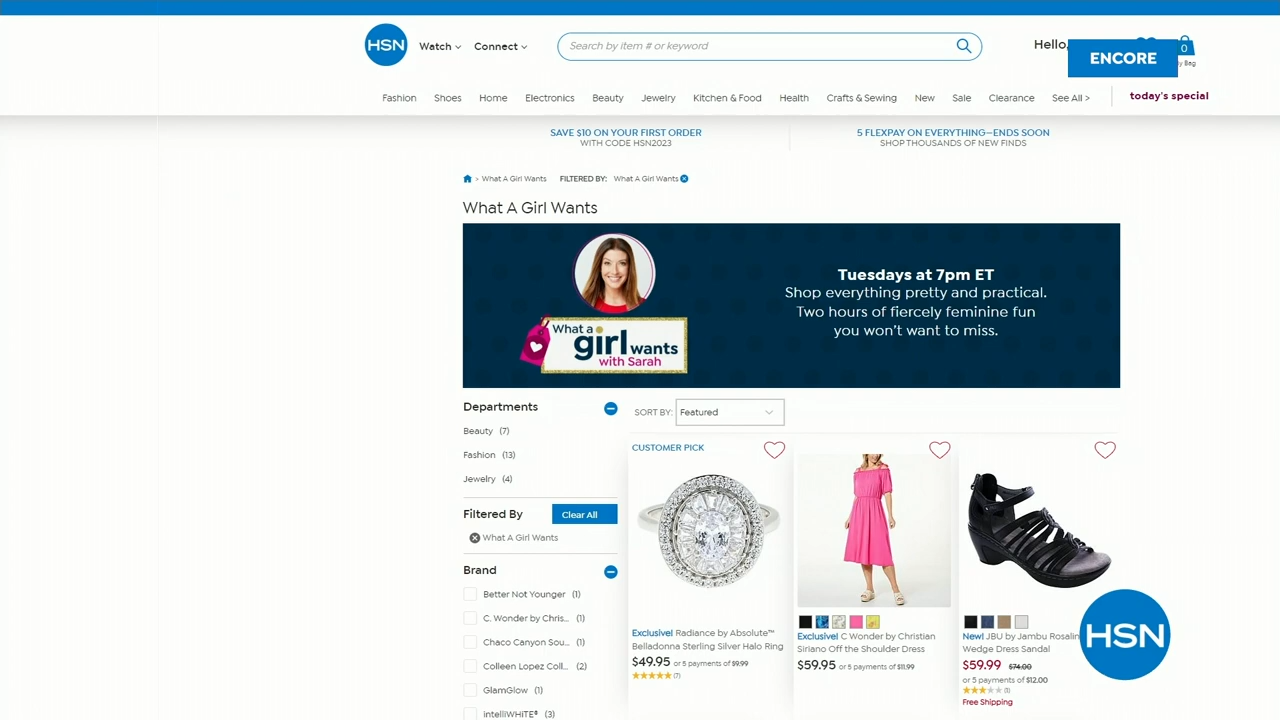 HSN
Watch
Connect
Search by item # or keyword
Hello,
ENCORE
0
Bag
Fashion Shoes Home Electronics Beauty Jewelry Kitchen & Food Health Crafts & Sewing New Sale Clearance See All >
today's special
SAVE $10 ON YOUR FIRST ORDER
WITH CODE HSN2023
5 FLEXPAY ON EVERYTHING—ENDS SOON
SHOP THOUSANDS OF NEW FINDS
> What A Girl Wants FILTERED BY: What A Girl Wants
What A Girl Wants
What a
girl wants
with Sarah
Tuesdays at 7pm ET
Shop everything pretty and practical.
Two hours of fiercely feminine fun
you won't want to miss.
Departments
Beauty (7)
Fashion (13)
Jewelry (4)
Filtered By
Clear All
What A Girl Wants
Brand
Better Not Younger (1)
C. Wonder by Chris... (1)
Chaco Canyon Sou... (1)
Colleen Lopez Coll... (2)
GlamGlow (1)
intelliWHiTE® (3)
SORT BY: Featured
CUSTOMER PICK
Exclusive! Radiance by Absolute™
Belladonna Sterling Silver Halo Ring
$49.95 or 5 payments of $9.99
(7)
Exclusive! C Wonder by Christian
Siriano Off the Shoulder Dress
$59.95 or 5 payments of $11.99
New! JBU by Jambu Rosalin
Wedge Dress Sandal
$59.99 $74.00
or 5 payments of $12.00
(1)
Free Shipping
HSN